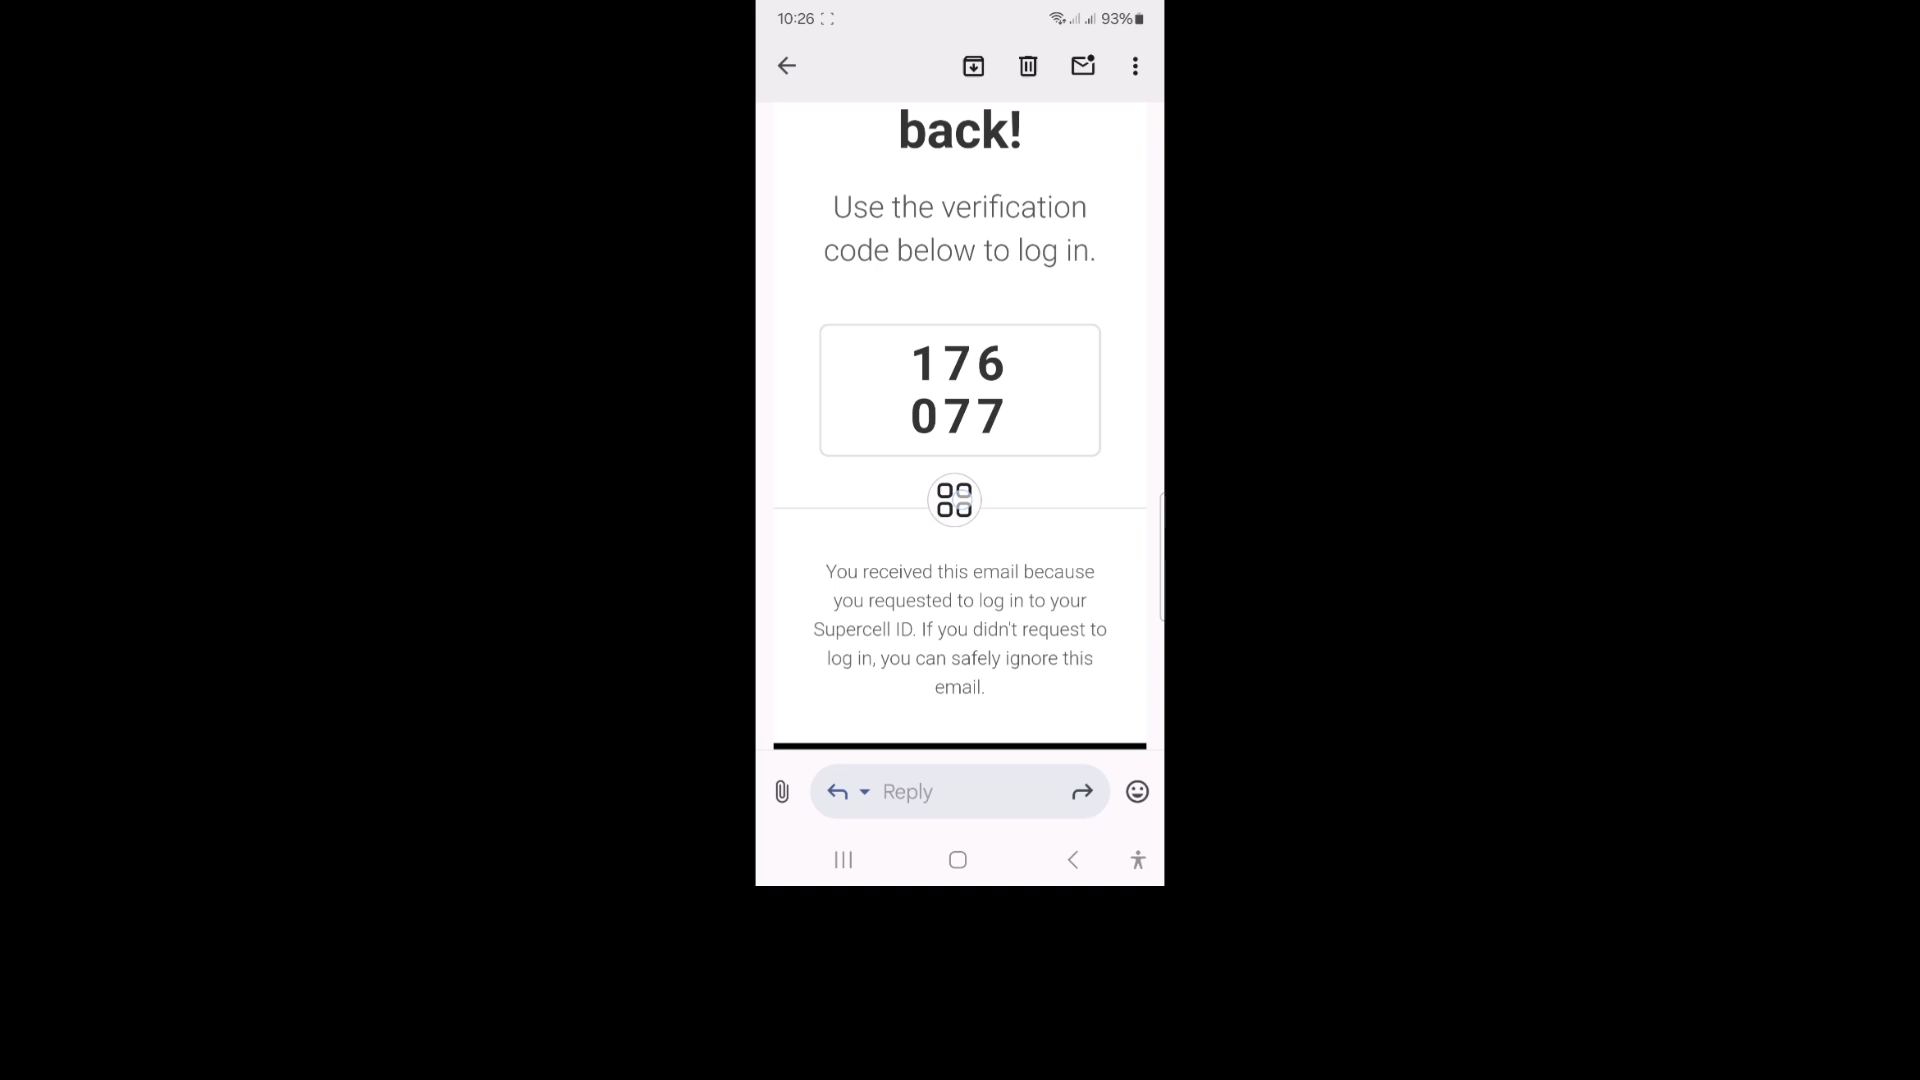 10:26 93%
back!
Use the verification
code below to log in.
176
077
You received this email because
you requested to log in to your
Supercell ID. If you didn't request to
log in, you can safely ignore this
email.
Reply